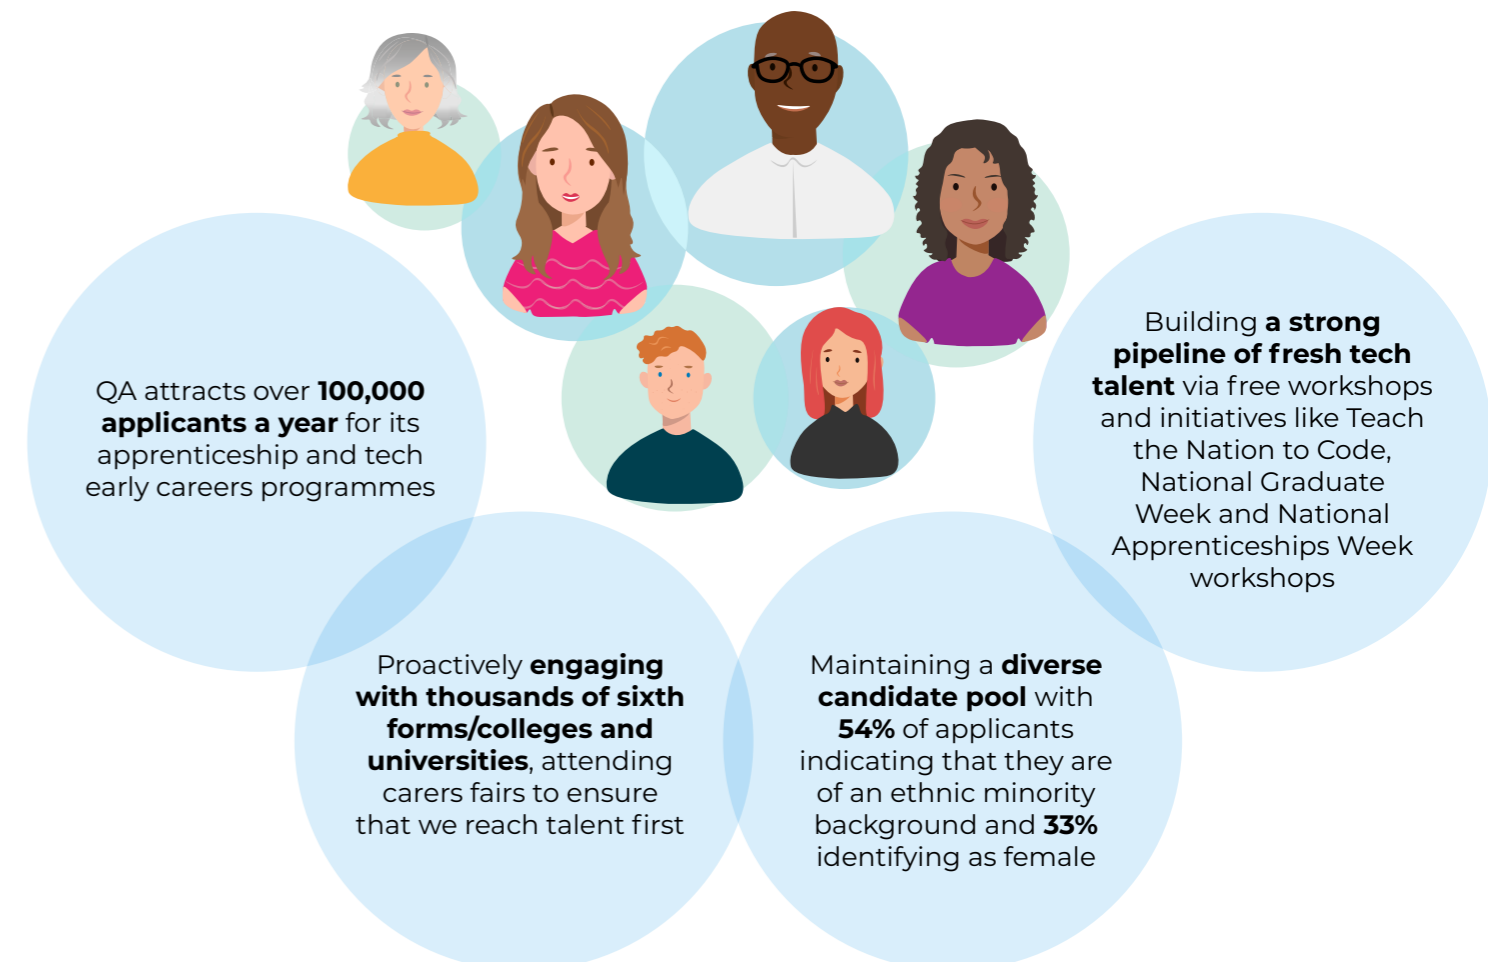 QA attracts over 100,000
applicants a year for its
apprenticeship and tech
early careers programmes
Proactively engaging
with thousands of sixth
forms/colleges and
universities, attending
carers fairs to ensure
that we reach talent first
Maintaining a diverse
candidate pool with
54% of applicants
indicating that they are
of an ethnic minority
background and 33%
identifying as female
Building a strong
pipeline of fresh tech
talent via free workshops
and initiatives like Teach
the Nation to Code,
National Graduate
Week and National
Apprenticeships Week
workshops